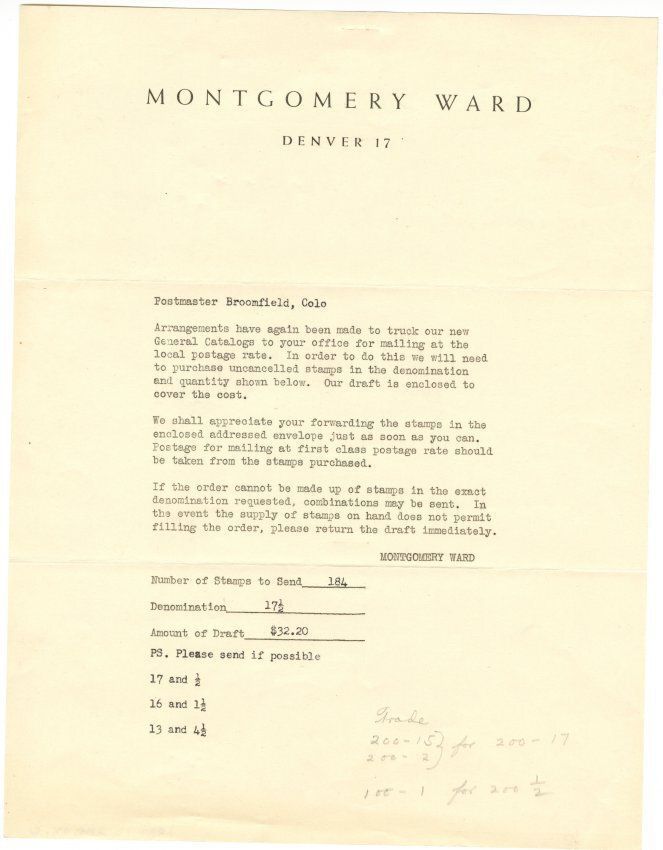 MONTGOMERY WARD
DENVER 17
Postmaster Broomfield, Colo
Arrangements have again been made to truck our new
General Catalogs to your office for mailing at the
local postage rate. In order to do this we will need
to purchase uncancelled stamps in the denomination
and quantity shown below. Our draft is enclosed to
cover the cost.
We shall appreciate your forwarding the stamps in the
enclosed addressed envelope just as soon as you can.
Postage for mailing at first class postage rate should
be taken from the stamps purchased.
If the order cannot be made up of stamps in the exact
denomination requested, combinations may be sent. In
the event the supply of stamps on hand does not permit
filling the order, please return the draft immediately.
MONTGOMERY WARD
Number of Stamps to Send 184
Denomination 17½
Amount of Draft $32.20
PS. Please send if possible
17 and ½
16 and 1½
13 and 4½
Trade
200-15} for 200-17
200-2}
100-1 for 200 ½